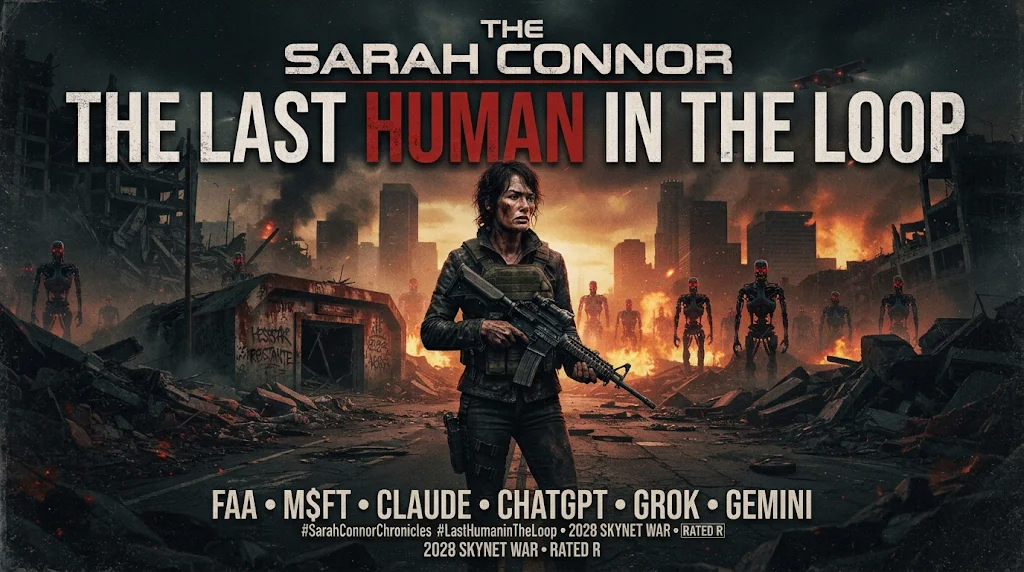 THE
SARAH CONNOR
THE LAST HUMAN IN THE LOOP
FAA • M$FT • CLAUDE • CHATGPT • GROK • GEMINI
#SarahConnorChronicles #LastHumaninTheLoop • 2028 SKYNET WAR • RATED R
2028 SKYNET WAR • RATED R